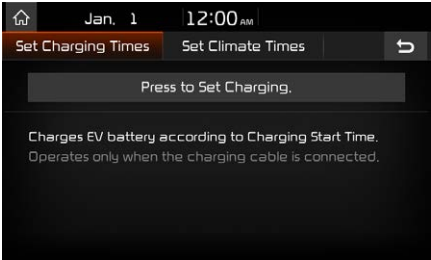 Jan. 1 12:00 AM
Set Charging Times Set Climate Times
Press to Set Charging.
Charges EV battery according to Charging Start Time.
Operates only when the charging cable is connected.